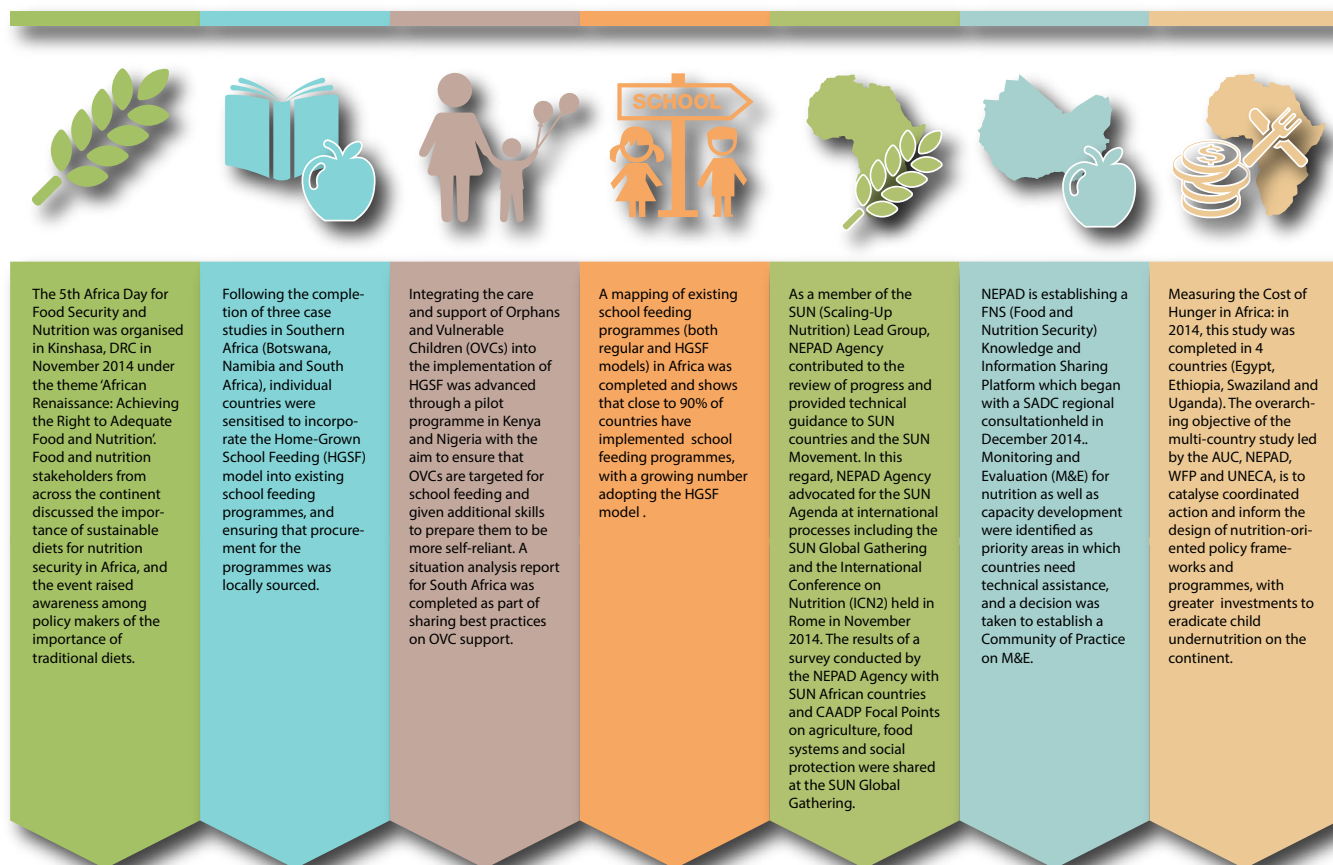 SCHOOL
$
The 5th Africa Day for
Food Security and
Nutrition was organised
in Kinshasa, DRC in
November 2014 under
the theme ‘African
Renaissance: Achieving
the Right to Adequate
Food and Nutrition’.
Food and nutrition
stakeholders from
across the continent
discussed the impor-
tance of sustainable
diets for nutrition
security in Africa, and
the event raised
awareness among
policy makers of the
importance of
traditional diets.
Following the comple-
tion of three case
studies in Southern
Africa (Botswana,
Namibia and South
Africa), individual
countries were
sensitised to incorpo-
rate the Home-Grown
School Feeding (HGSF)
model into existing
school feeding
programmes, and
ensuring that procure-
ment for the
programmes was
locally sourced.
Integrating the care
and support of Orphans
and Vulnerable
Children (OVCs) into
the implementation of
HGSF was advanced
through a pilot
programme in Kenya
and Nigeria with the
aim to ensure that
OVCs are targeted for
school feeding and
given additional skills
to prepare them to be
more self-reliant. A
situation analysis report
for South Africa was
completed as part of
sharing best practices
on OVC support.
A mapping of existing
school feeding
programmes (both
regular and HGSF
models) in Africa was
completed and shows
that close to 90% of
countries have
implemented school
feeding programmes,
with a growing number
adopting the HGSF
model .
As a member of the
SUN (Scaling-Up
Nutrition) Lead Group,
NEPAD Agency
contributed to the
review of progress and
provided technical
guidance to SUN
countries and the SUN
Movement. In this
regard, NEPAD Agency
advocated for the SUN
Agenda at international
processes including the
SUN Global Gathering
and the International
Conference on
Nutrition (ICN2) held in
Rome in November
2014. The results of a
survey conducted by
the NEPAD Agency with
SUN African countries
and CAADP Focal Points
on agriculture, food
systems and social
protection were shared
at the SUN Global
Gathering.
NEPAD is establishing a
FNS (Food and
Nutrition Security)
Knowledge and
Information Sharing
Platform which began
with a SADC regional
consultationheld in
December 2014..
Monitoring and
Evaluation (M&E) for
nutrition as well as
capacity development
were identified as
priority areas in which
countries need
technical assistance,
and a decision was
taken to establish a
Community of Practice
on M&E.
Measuring the Cost of
Hunger in Africa: in
2014, this study was
completed in 4
countries (Egypt,
Ethiopia, Swaziland and
Uganda). The overarch-
ing objective of the
multi-country study led
by the AUC, NEPAD,
WFP and UNECA, is to
catalyse coordinated
action and inform the
design of nutrition-ori-
ented policy frame-
works and
programmes, with
greater investments to
eradicate child
undernutrition on the
continent.